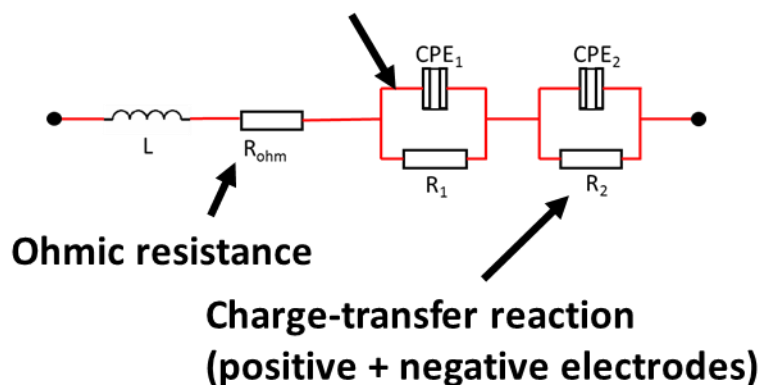 CPE₁
CPE₂
L
Rₒₕₘ
R₁
R₂
Ohmic resistance
Charge-transfer reaction
(positive + negative electrodes)